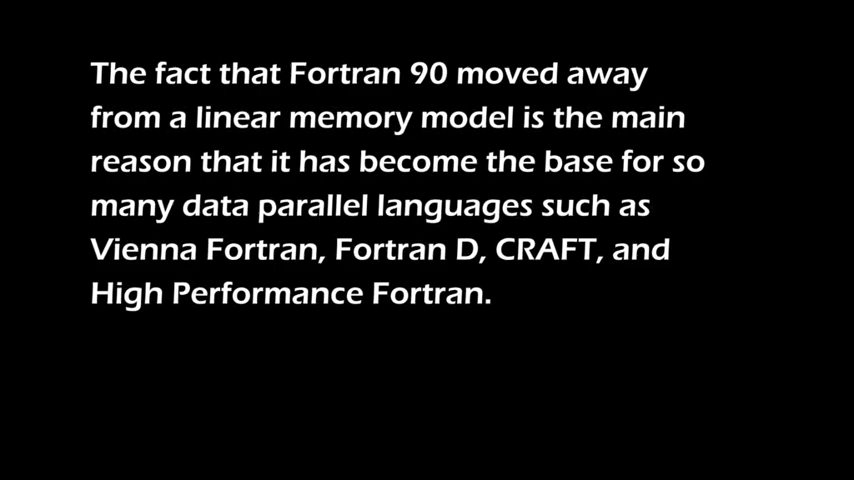 The fact that Fortran 90 moved away
from a linear memory model is the main
reason that it has become the base for so
many data parallel languages such as
Vienna Fortran, Fortran D, CRAFT, and
High Performance Fortran.